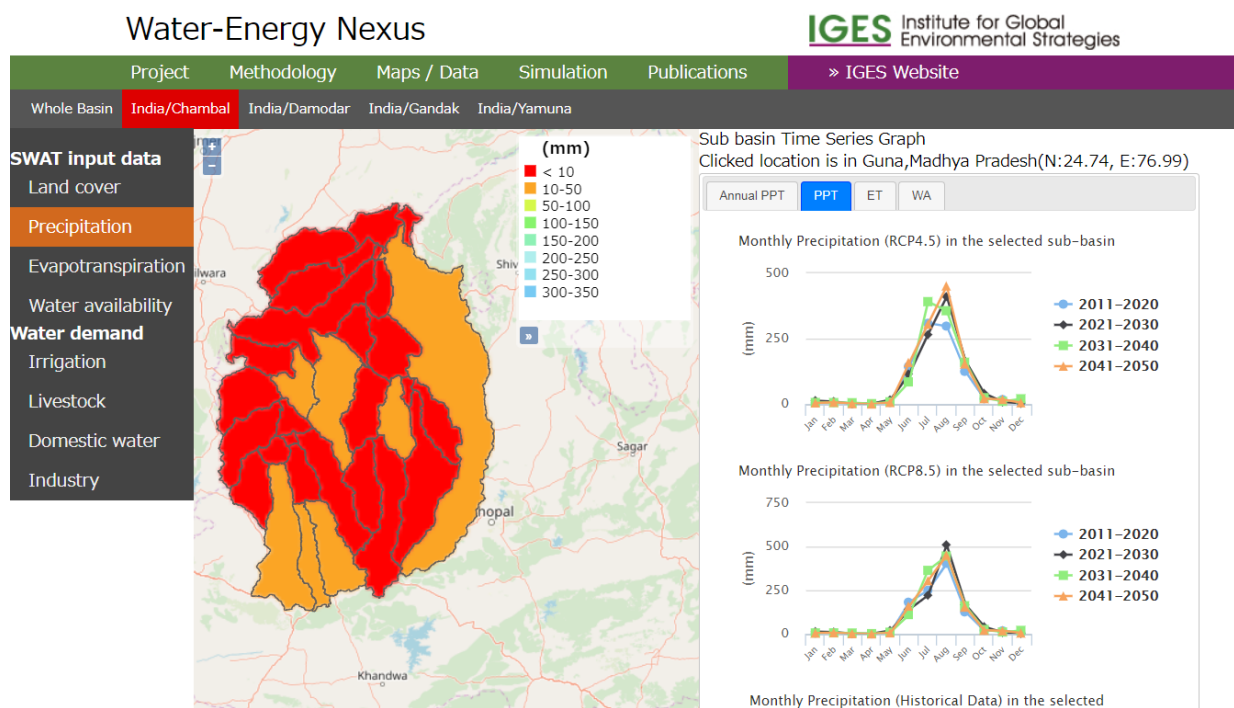 Water-Energy Nexus
IGES Institute for Global
Environmental Strategies
Project Methodology Maps / Data Simulation Publications » IGES Website
Whole Basin India/Chambal India/Damodar India/Gandak India/Yamuna
SWAT input data
Land cover
Precipitation
Evapotranspiration
Water availability
Water demand
Irrigation
Livestock
Domestic water
Industry
+
−
(mm)
< 10
10-50
50-100
100-150
150-200
200-250
250-300
300-350
»
Sagar
Khandwa
Sub basin Time Series Graph
Clicked location is in Guna,Madhya Pradesh(N:24.74, E:76.99)
Annual PPT PPT ET WA
Monthly Precipitation (RCP4.5) in the selected sub-basin
500
250
0
(mm)
Jan Feb Mar Apr May Jun Jul Aug Sep Oct Nov Dec
2011–2020
2021–2030
2031–2040
2041–2050
Monthly Precipitation (RCP8.5) in the selected sub-basin
750
500
250
0
(mm)
Jan Feb Mar Apr May Jun Jul Aug Sep Oct Nov Dec
2011–2020
2021–2030
2031–2040
2041–2050
Monthly Precipitation (Historical Data) in the selected